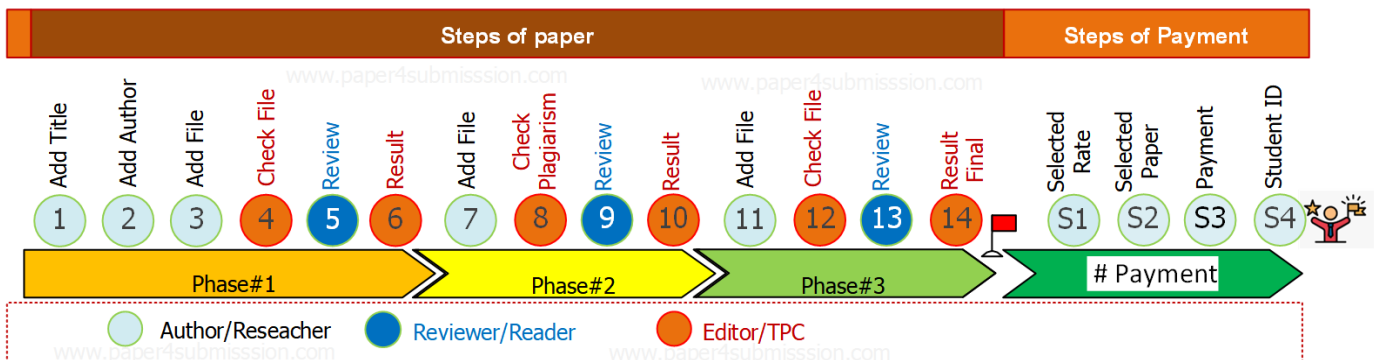 Steps of paper
Steps of Payment
www.paper4submisssion.com
www.paper4submisssion.com
Add Title
Add Author
Add File
Check File
Review
Result
Add File
Check
Plagiarism
Review
Result
Add File
Check File
Review
Result
Final
Selected
Rate
Selected
Paper
Payment
Student ID
1
2
3
4
5
6
7
8
9
10
11
12
13
14
S1
S2
S3
S4
Phase#1
Phase#2
Phase#3
# Payment
Author/Reseacher
Reviewer/Reader
Editor/TPC
www.paper4submisssion.com
www.paper4submisssion.com